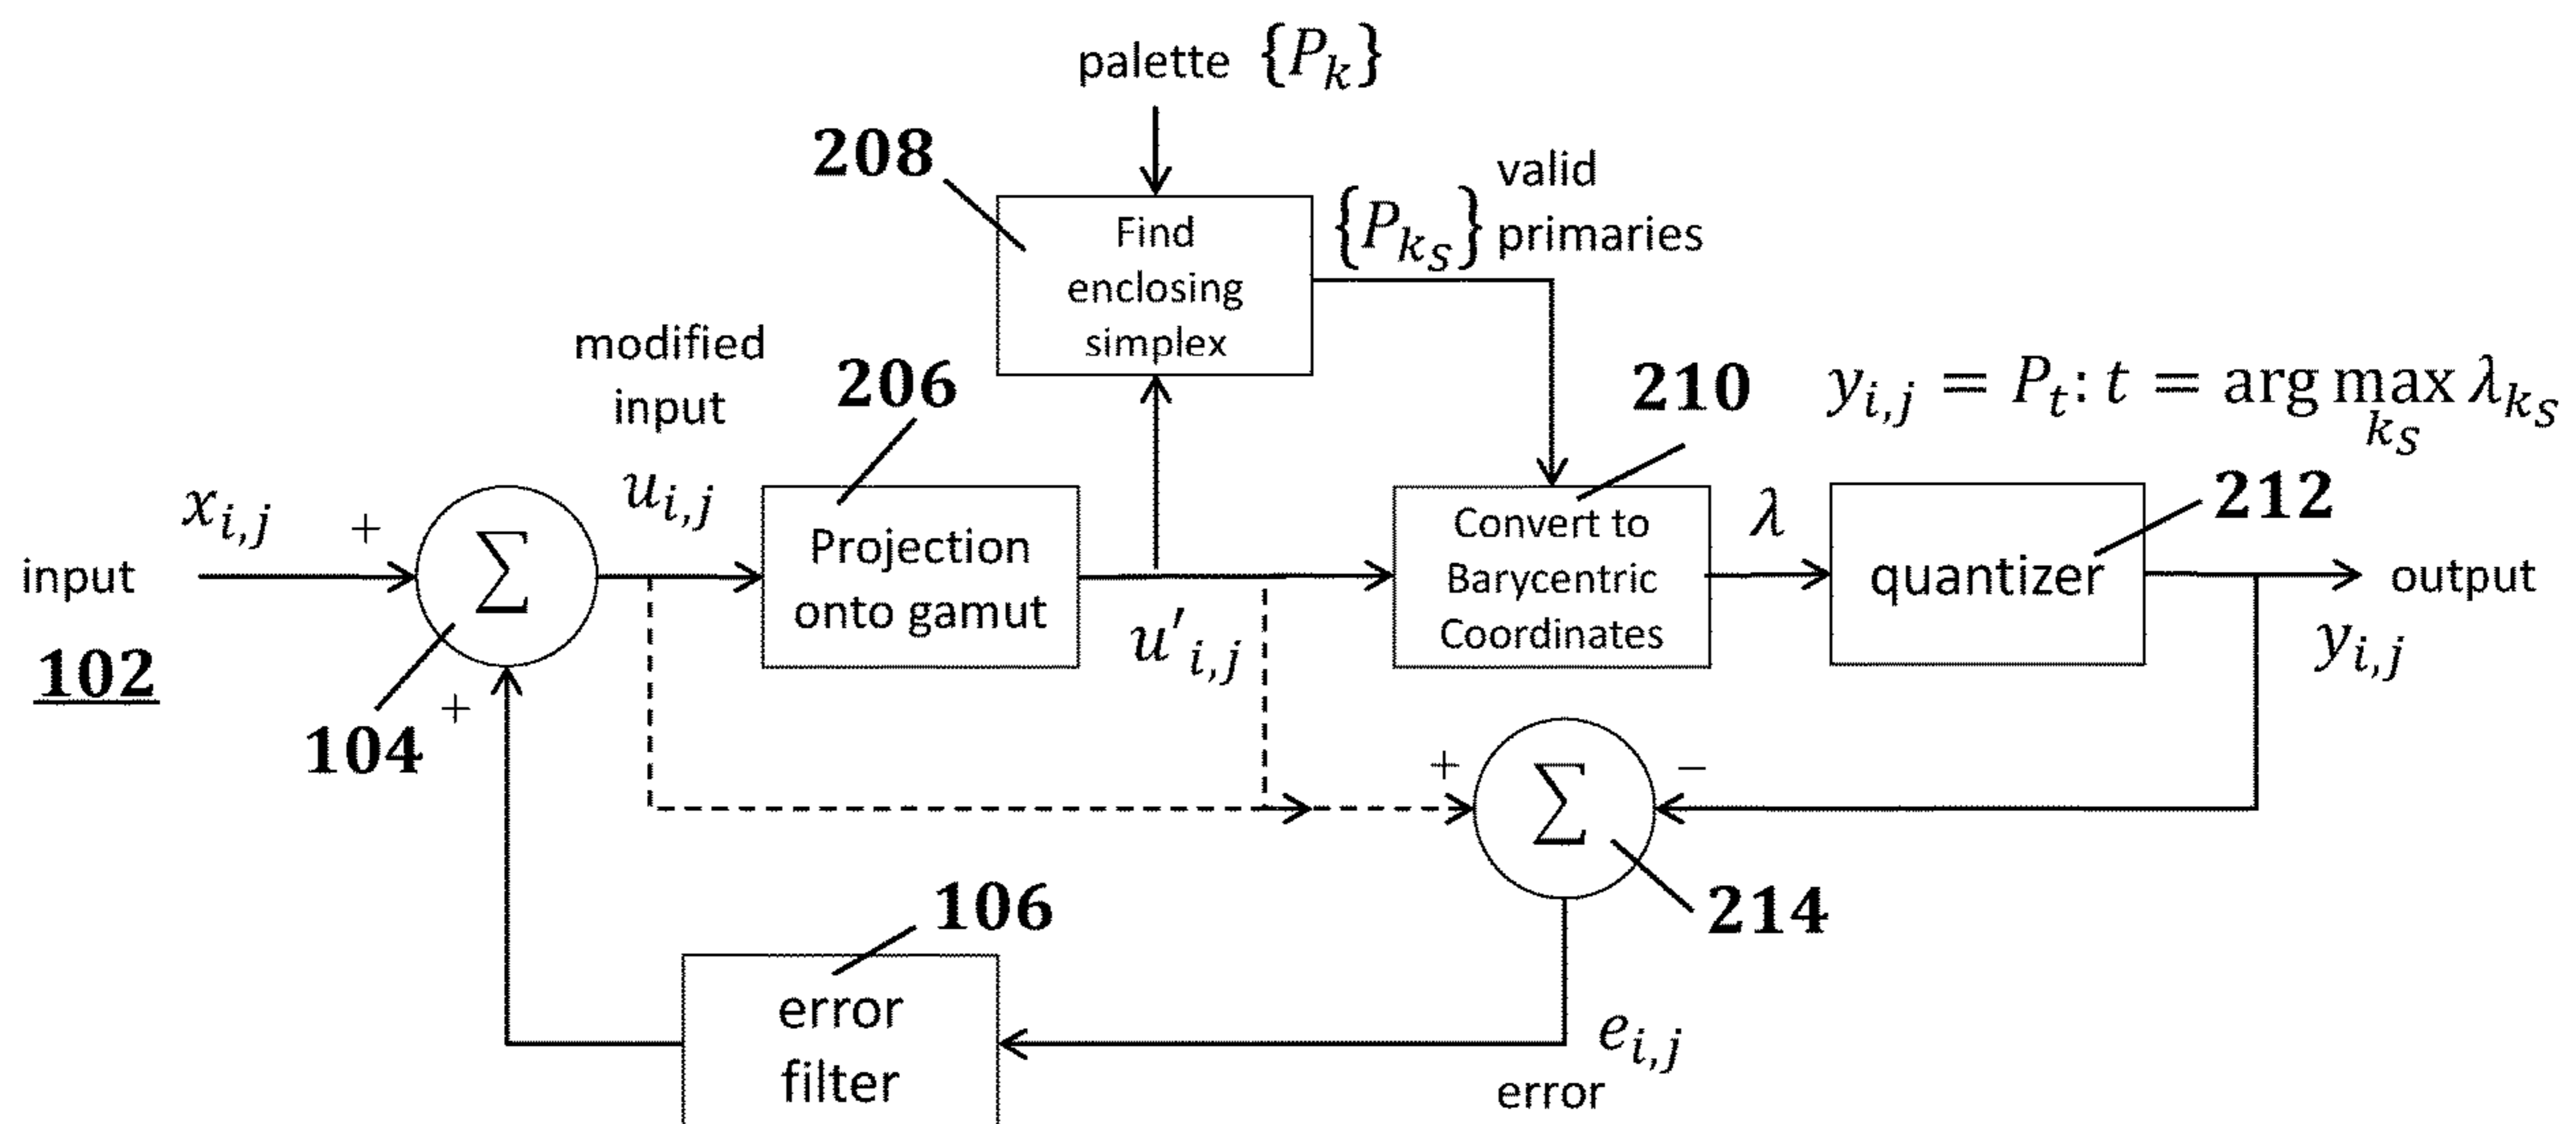 palette {P_k}
208
valid
{P_{k_S}} primaries
Find
enclosing
simplex
modified
input
206
210
y_{i,j} = P_t: t = arg max_{k_S} λ_{k_S}
x_{i,j}
+
u_{i,j}
λ
212
input
Σ
Projection
onto gamut
u′_{i,j}
Convert to
Barycentric
Coordinates
quantizer
output
y_{i,j}
102
+
104
+
Σ
−
214
106
error
filter
e_{i,j}
error